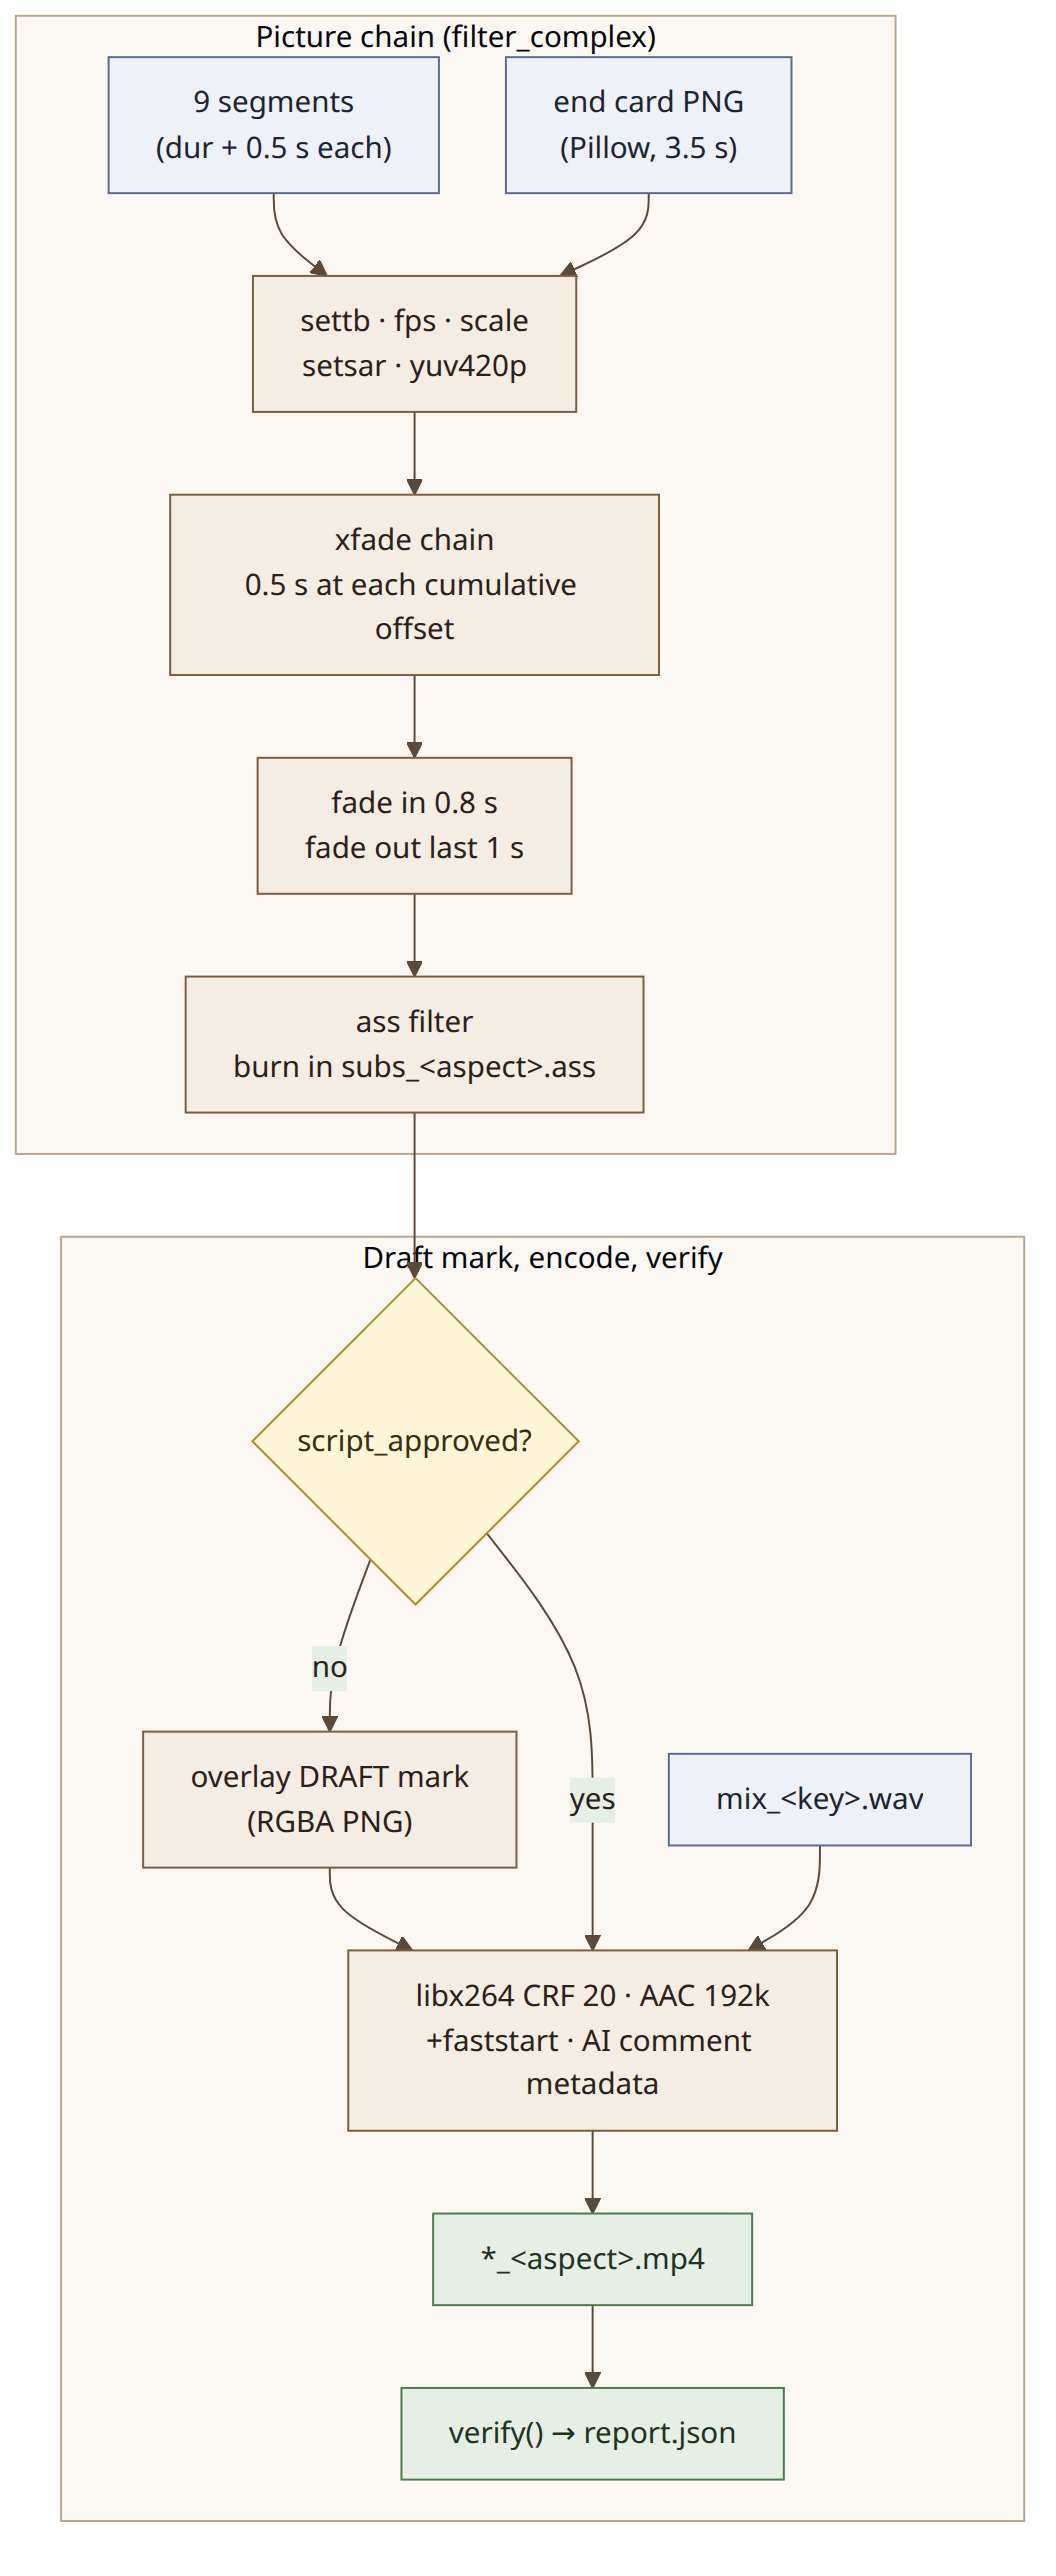 Picture chain (filter_complex)
9 segments
(dur + 0.5 s each)
end card PNG
(Pillow, 3.5 s)
settb · fps · scale
setsar · yuv420p
xfade chain
0.5 s at each cumulative
offset
fade in 0.8 s
fade out last 1 s
ass filter
burn in subs_<aspect>.ass
Draft mark, encode, verify
script_approved?
no
overlay DRAFT mark
(RGBA PNG)
yes
mix_<key>.wav
libx264 CRF 20 · AAC 192k
+faststart · AI comment
metadata
*_<aspect>.mp4
verify() → report.json